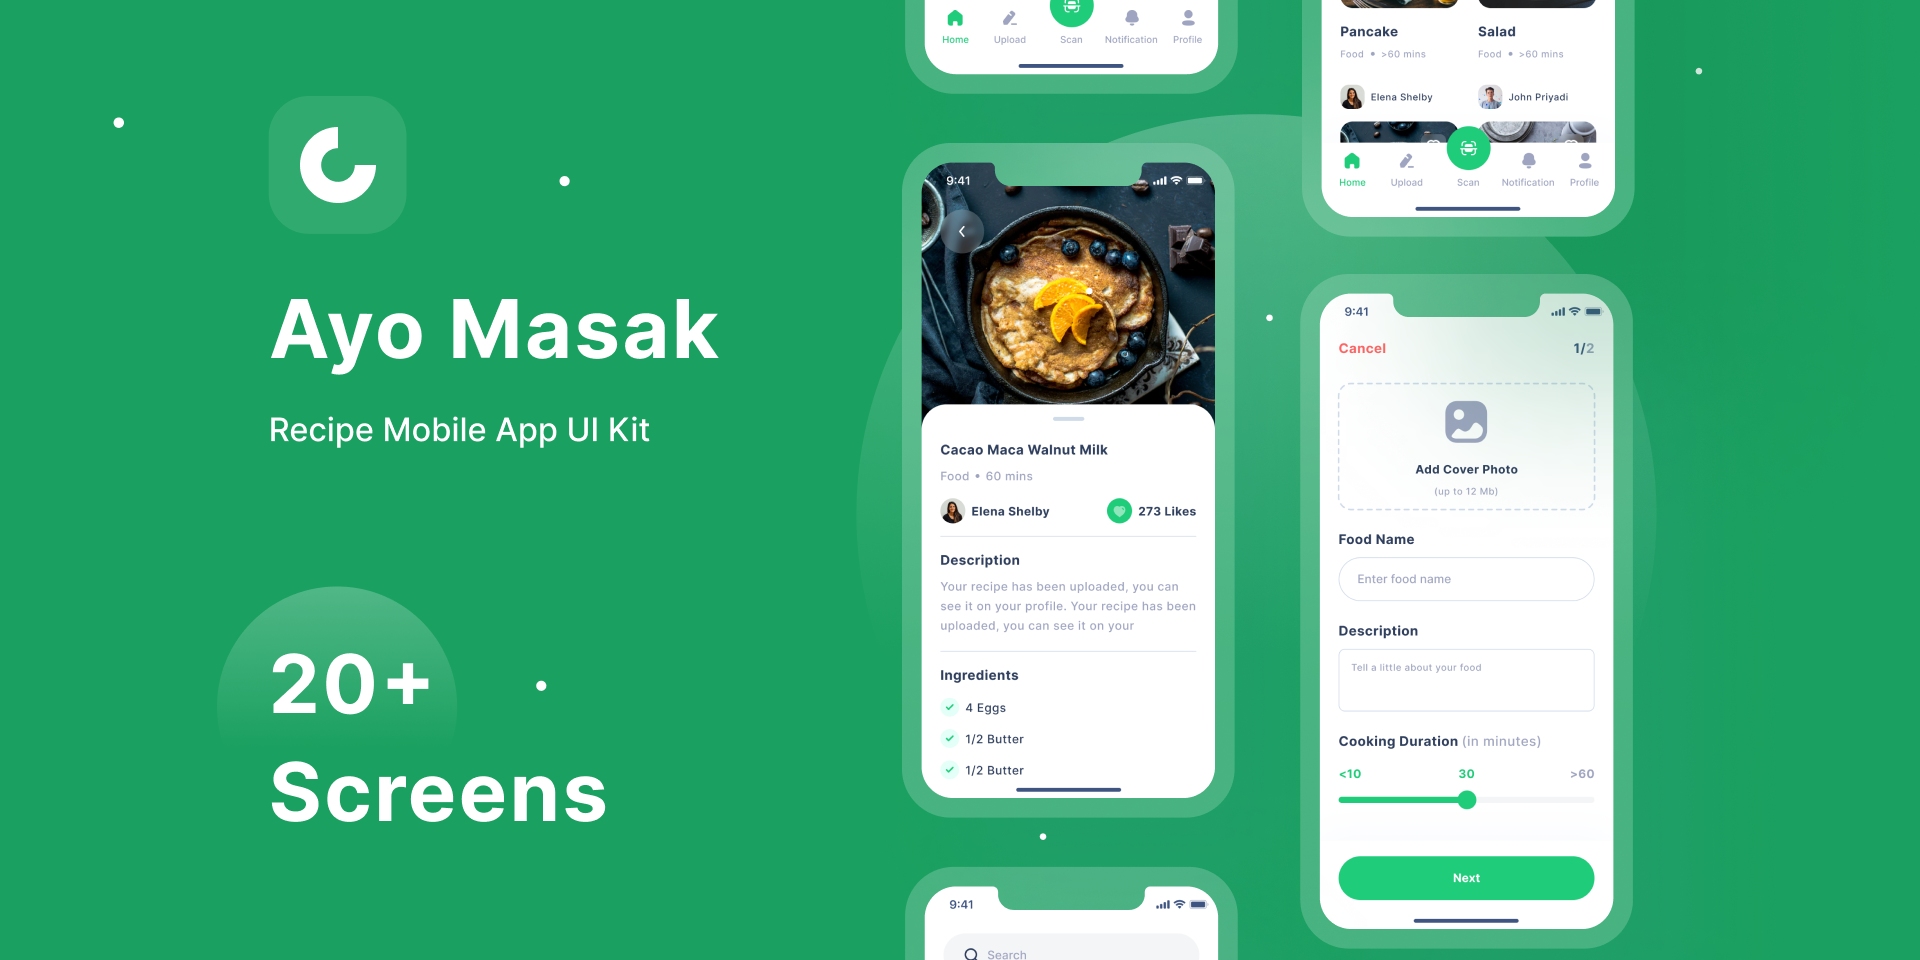 Ayo Masak
Recipe Mobile App UI Kit
20+
Screens
Home
Upload
Scan
Notification
Profile
9:41
Cacao Maca Walnut Milk
Food • 60 mins
Elena Shelby
273 Likes
Description
Your recipe has been uploaded, you can
see it on your profile. Your recipe has been
uploaded, you can see it on your
Ingredients
4 Eggs
1/2 Butter
1/2 Butter
9:41
Search
Pancake
Food • >60 mins
Elena Shelby
Salad
Food • >60 mins
John Priyadi
Home
Upload
Scan
Notification
Profile
9:41
Cancel
1/2
Add Cover Photo
(up to 12 Mb)
Food Name
Enter food name
Description
Tell a little about your food
Cooking Duration (in minutes)
<10
30
>60
Next